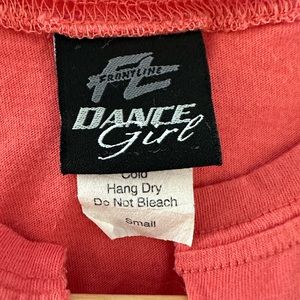 FL
FRONTLINE
DANCE
Girl
Cold
Hang Dry
Do Not Bleach
Small